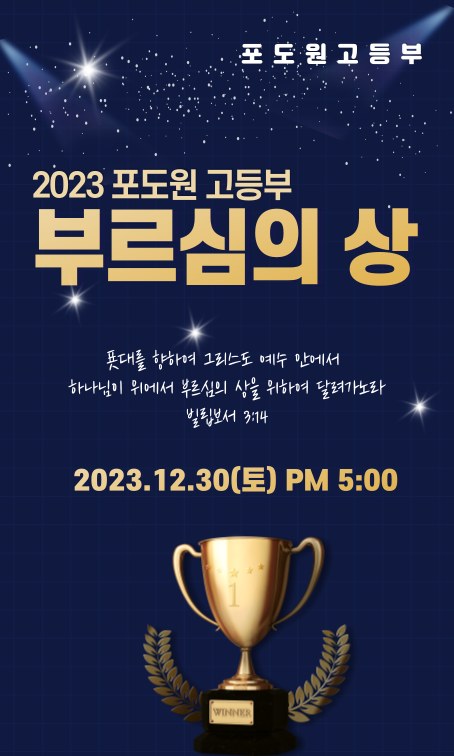 포도원고등부
2023 포도원 고등부
부르심의 상
푯대를 향하여 그리스도 예수 안에서
하나님이 위에서 부르심의 상을 위하여 달려가노라
빌립보서 3:14
2023.12.30(토) PM 5:00
1
WINNER